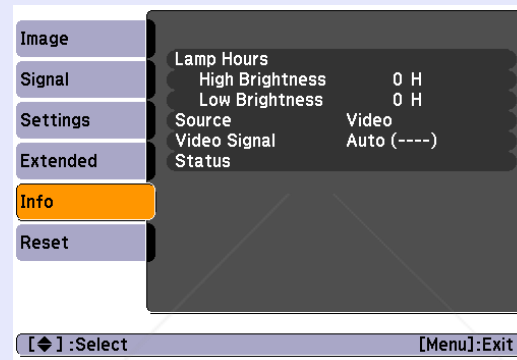 Image
Signal
Settings
Extended
Info
Reset
Lamp Hours
High Brightness 0 H
Low Brightness 0 H
Source Video
Video Signal Auto (----)
Status
[◆] :Select [Menu]:Exit